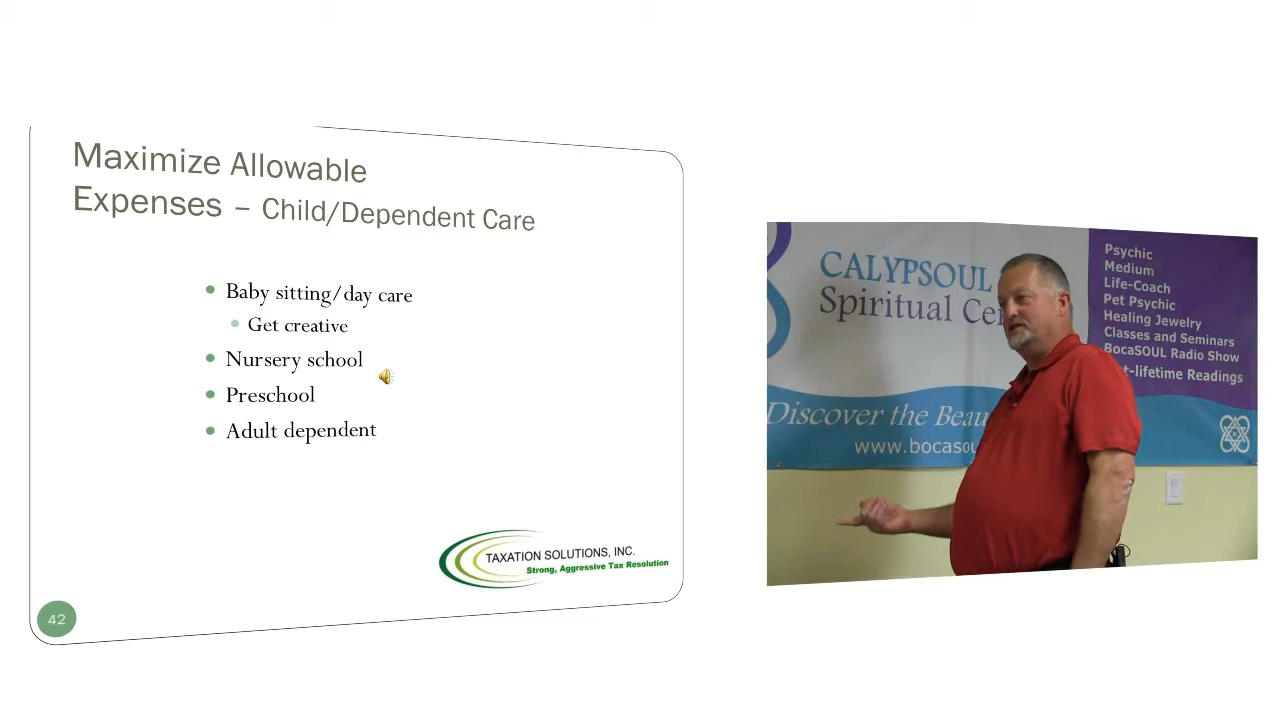 Maximize Allowable
Expenses – Child/Dependent Care
Baby sitting/day care
Get creative
Nursery school
Preschool
Adult dependent
TAXATION SOLUTIONS, INC.
Strong, Aggressive Tax Resolution
42
CALYPSOUL
Spiritual
Discover the
www.bocasou
Psychic
Medium
Life-Coach
Pet Psychic
Healing Jewelry
Classes and Seminars
BocaSOUL Radio Show
-lifetime Readings